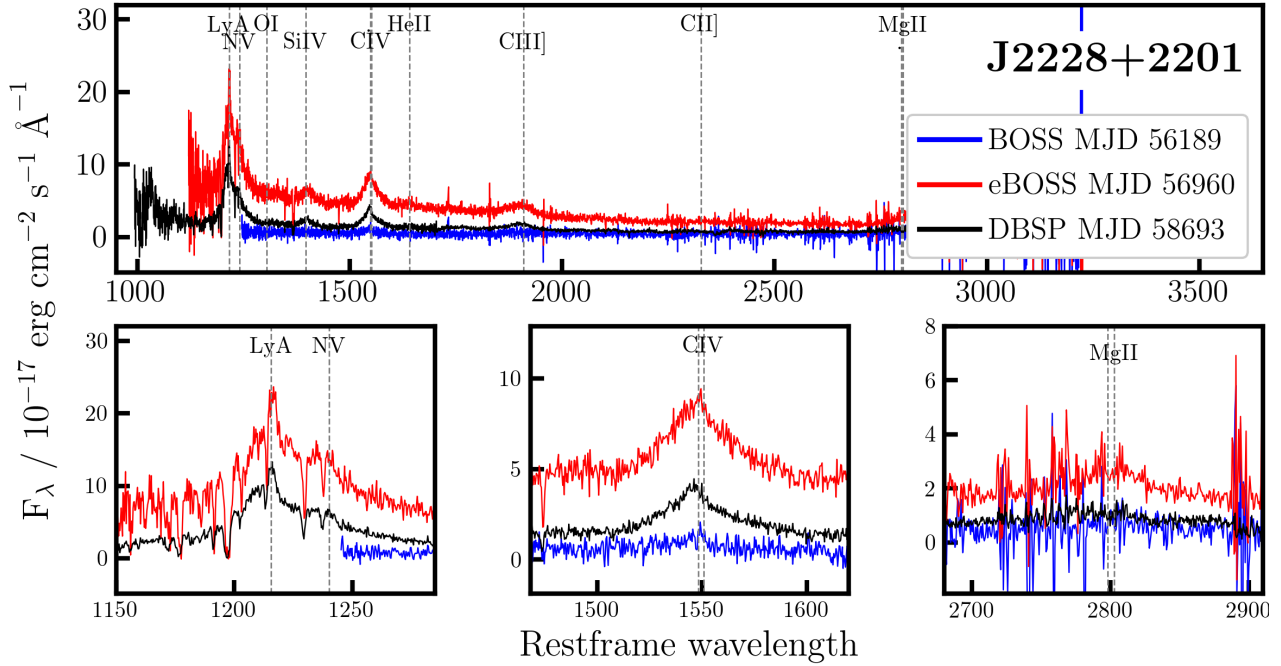 LyA OI HeII CII] MgII
NV SiIV CIV CIII]
J2228+2201
BOSS MJD 56189
eBOSS MJD 56960
DBSP MJD 58693
30
20
10
0
1000 1500 2000 2500 3000 3500
F_λ / 10⁻¹⁷ erg cm⁻² s⁻¹ Å⁻¹
LyA NV
30
20
10
0
1150 1200 1250
CIV
10
5
0
1500 1550 1600
MgII
8
6
4
2
0
2700 2800 2900
Restframe wavelength